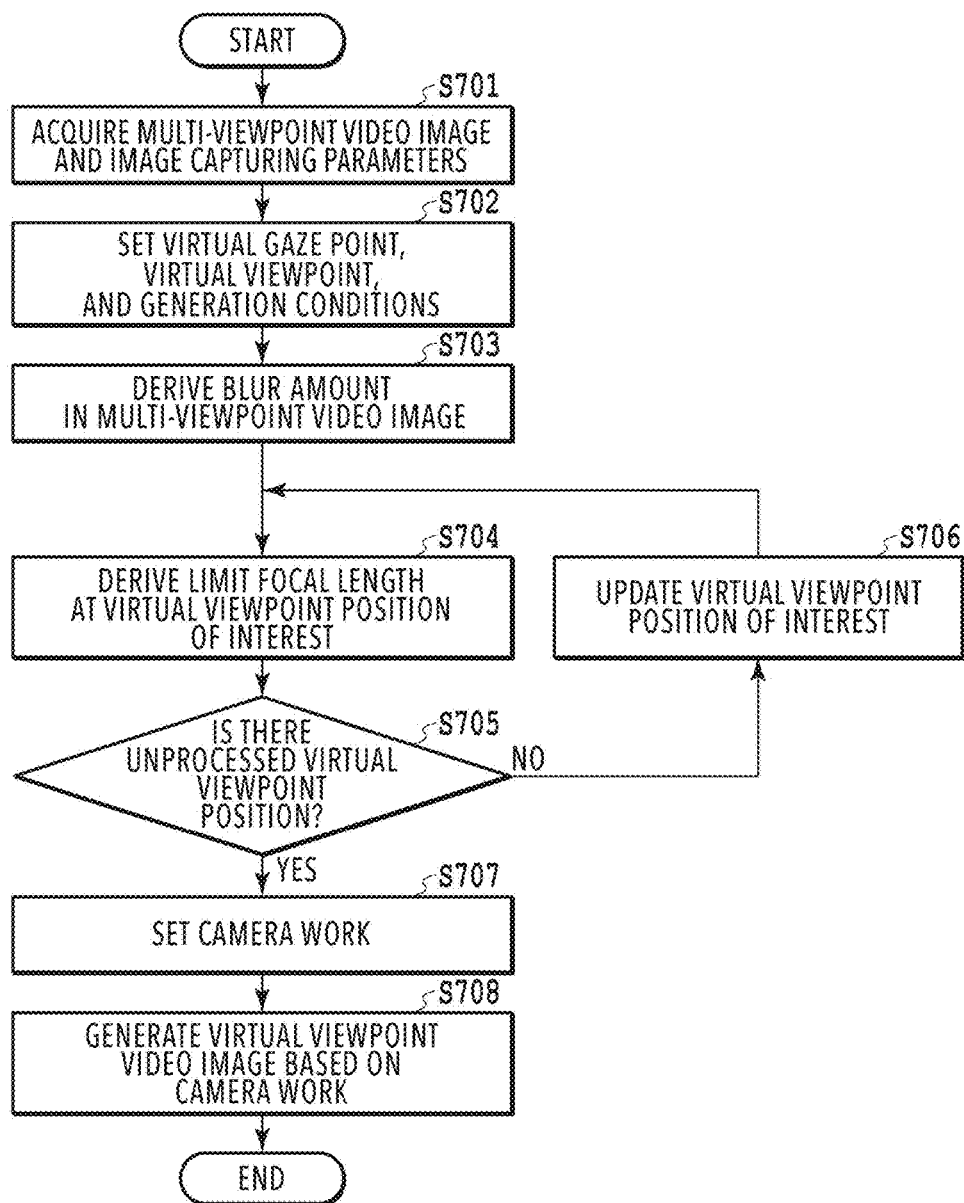 START
S701
ACQUIRE MULTI-VIEWPOINT VIDEO IMAGE
AND IMAGE CAPTURING PARAMETERS
S702
SET VIRTUAL GAZE POINT,
VIRTUAL VIEWPOINT,
AND GENERATION CONDITIONS
S703
DERIVE BLUR AMOUNT
IN MULTI-VIEWPOINT VIDEO IMAGE
S704
DERIVE LIMIT FOCAL LENGTH
AT VIRTUAL VIEWPOINT POSITION
OF INTEREST
S706
UPDATE VIRTUAL VIEWPOINT
POSITION OF INTEREST
S705
IS THERE
UNPROCESSED VIRTUAL
VIEWPOINT
POSITION?
NO
YES
S707
SET CAMERA WORK
S708
GENERATE VIRTUAL VIEWPOINT
VIDEO IMAGE BASED ON
CAMERA WORK
END